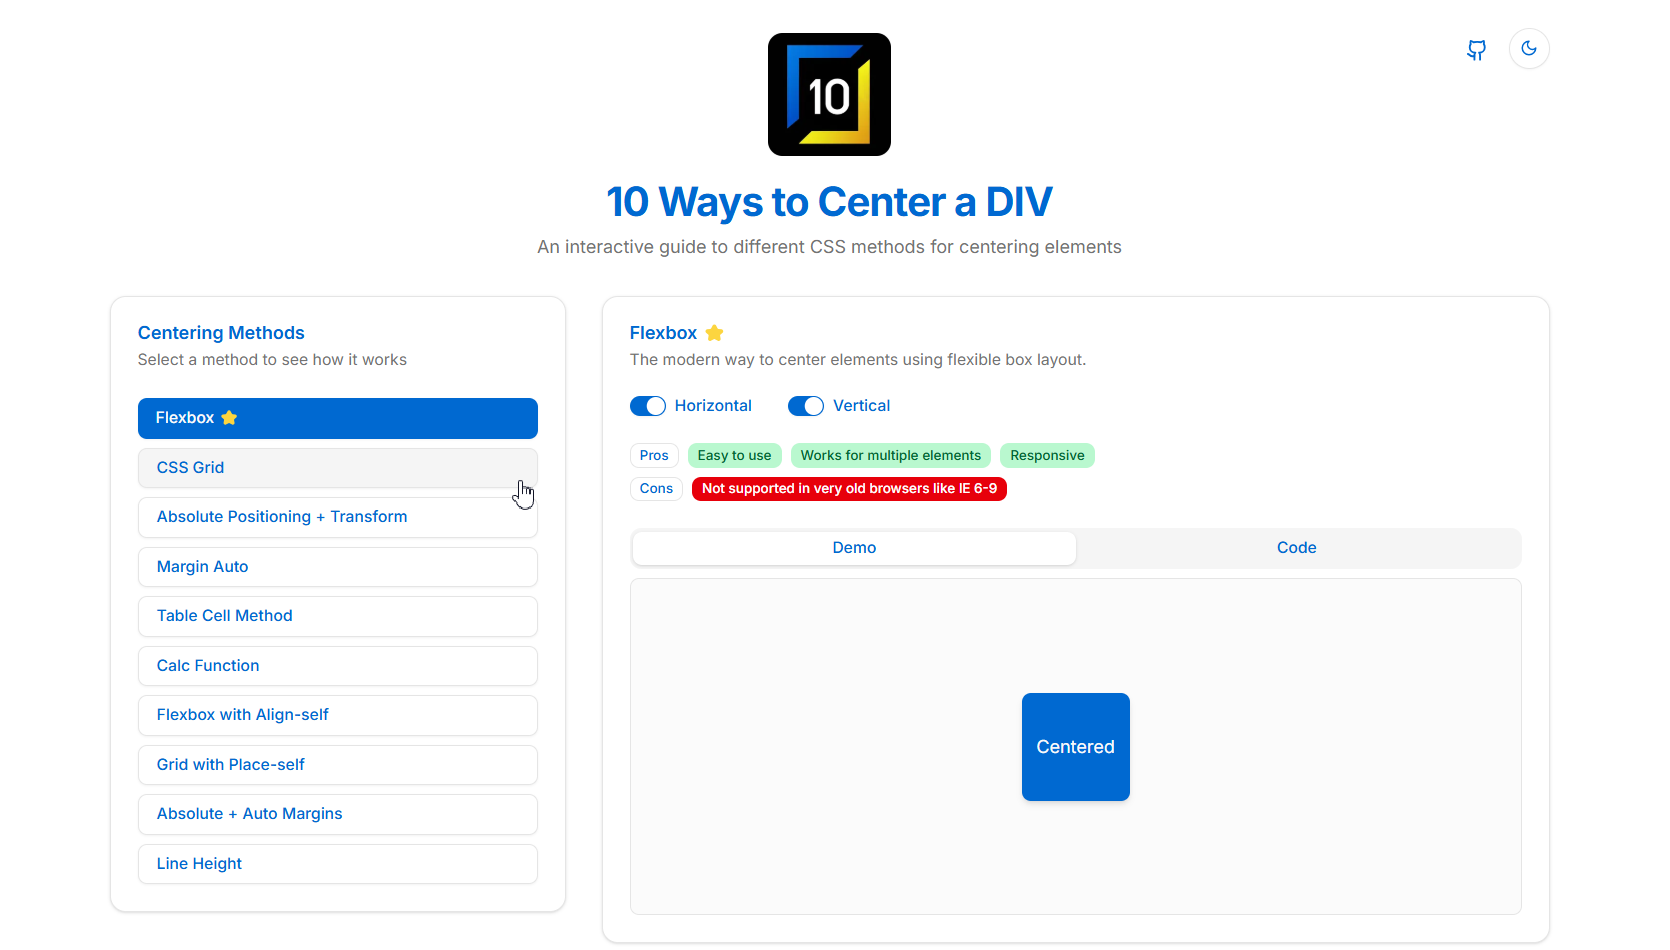 10
10 Ways to Center a DIV
An interactive guide to different CSS methods for centering elements
Centering Methods
Select a method to see how it works
Flexbox
CSS Grid
Absolute Positioning + Transform
Margin Auto
Table Cell Method
Calc Function
Flexbox with Align-self
Grid with Place-self
Absolute + Auto Margins
Line Height
Flexbox
The modern way to center elements using flexible box layout.
Horizontal Vertical
Pros Easy to use Works for multiple elements Responsive
Cons Not supported in very old browsers like IE 6-9
Demo Code
Centered